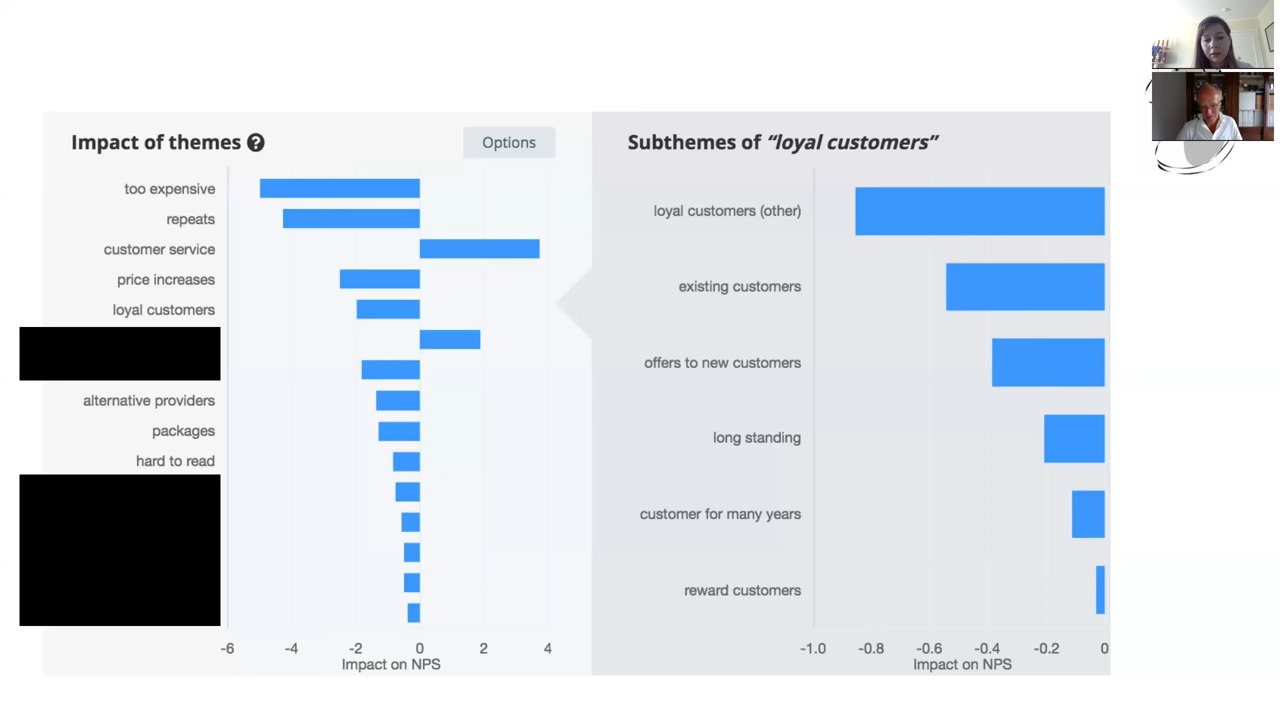 Impact of themes ?
Options
too expensive
repeats
customer service
price increases
loyal customers
alternative providers
packages
hard to read
-6 -4 -2 0 2 4
Impact on NPS
Subthemes of “loyal customers”
loyal customers (other)
existing customers
offers to new customers
long standing
customer for many years
reward customers
-1.0 -0.8 -0.6 -0.4 -0.2 0
Impact on NPS